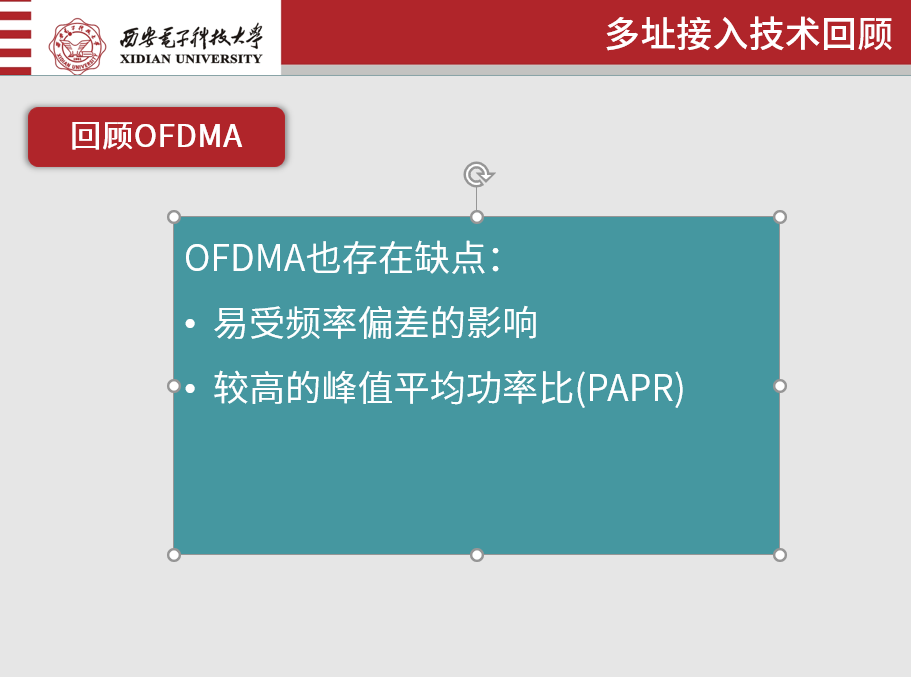 西安电子科技大学
XIDIAN UNIVERSITY
多址接入技术回顾
回顾OFDMA
OFDMA也存在缺点：
• 易受频率偏差的影响
• 较高的峰值平均功率比(PAPR)